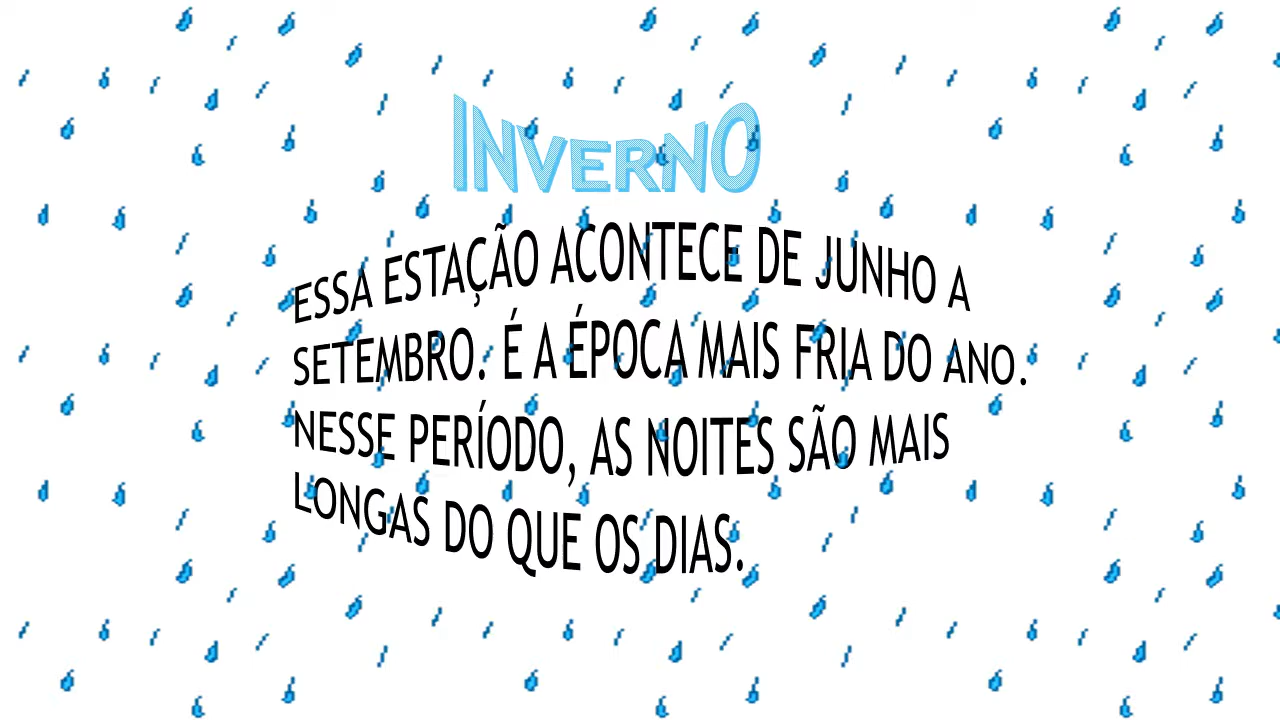 INVERNO
ESSA ESTAÇÃO ACONTECE DE JUNHO A
SETEMBRO. É A ÉPOCA MAIS FRIA DO ANO.
NESSE PERÍODO, AS NOITES SÃO MAIS
LONGAS DO QUE OS DIAS.